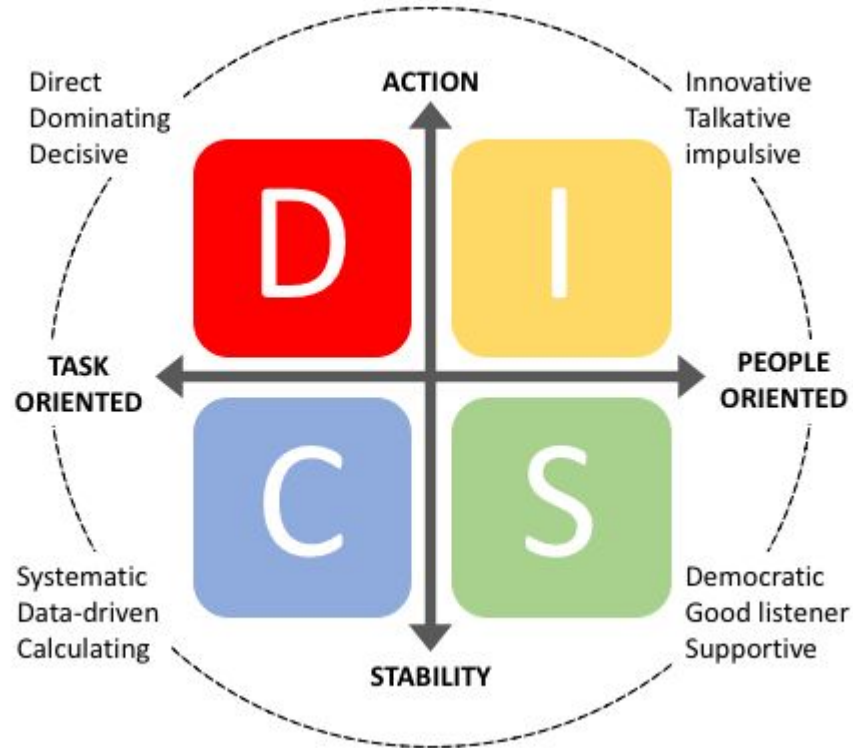 Direct
Dominating
Decisive
ACTION
Innovative
Talkative
impulsive
D
I
TASK
ORIENTED
PEOPLE
ORIENTED
C
S
Systematic
Data-driven
Calculating
STABILITY
Democratic
Good listener
Supportive